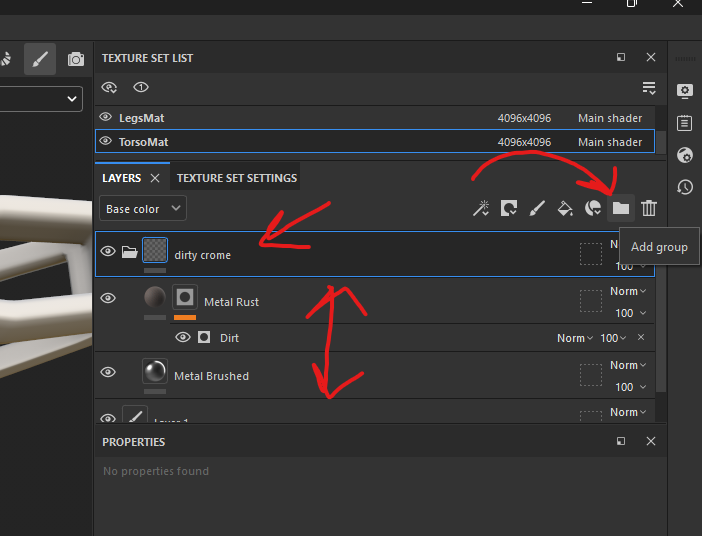 TEXTURE SET LIST
LegsMat 4096x4096 Main shader
TorsoMat 4096x4096 Main shader
LAYERS TEXTURE SET SETTINGS
Base color
Add group
dirty crome
100
Metal Rust Norm
100
Dirt Norm 100
Metal Brushed Norm
100
Layer 1 Norm
PROPERTIES
No properties found